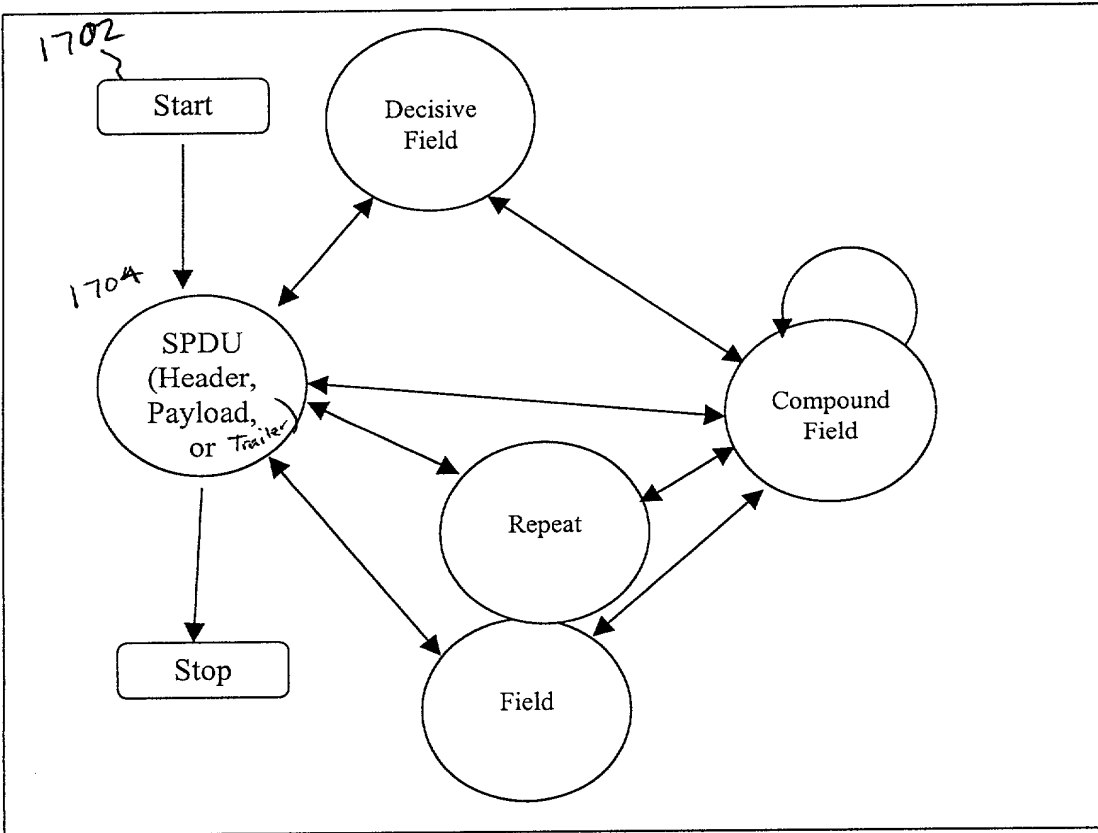 1702
Start
Decisive
Field
1704
SPDU
(Header,
Payload,
or Trailer)
Compound
Field
Repeat
Stop
Field